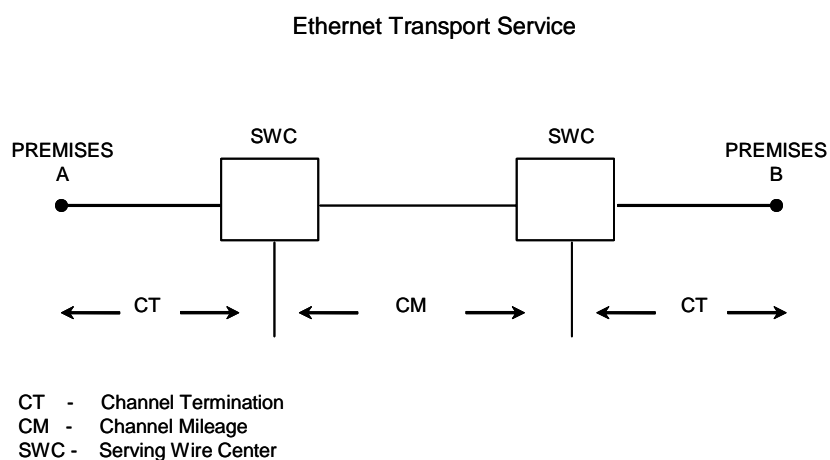 Ethernet Transport Service
SWC
SWC
PREMISES
A
PREMISES
B
CT
CM
CT
CT - Channel Termination
CM - Channel Mileage
SWC - Serving Wire Center